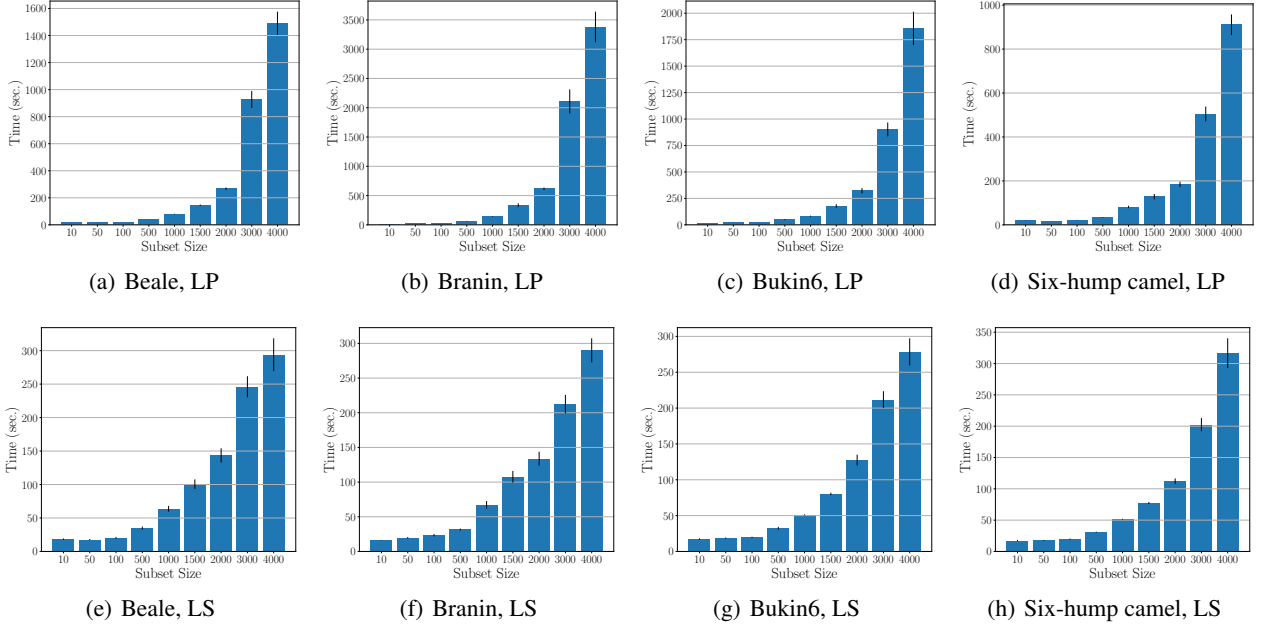 1600
1400
1200
1000
800
600
400
200
0
Time (sec.)
10 50 100 500 1000 1500 2000 3000 4000
Subset Size
(a) Beale, LP
3500
3000
2500
2000
1500
1000
500
0
Time (sec.)
10 50 100 500 1000 1500 2000 3000 4000
Subset Size
(b) Branin, LP
2000
1750
1500
1250
1000
750
500
250
0
Time (sec.)
10 50 100 500 1000 1500 2000 3000 4000
Subset Size
(c) Bukin6, LP
1000
800
600
400
200
0
Time (sec.)
10 50 100 500 1000 1500 2000 3000 4000
Subset Size
(d) Six-hump camel, LP
300
250
200
150
100
50
0
Time (sec.)
10 50 100 500 1000 1500 2000 3000 4000
Subset Size
(e) Beale, LS
300
250
200
150
100
50
0
Time (sec.)
10 50 100 500 1000 1500 2000 3000 4000
Subset Size
(f) Branin, LS
300
250
200
150
100
50
0
Time (sec.)
10 50 100 500 1000 1500 2000 3000 4000
Subset Size
(g) Bukin6, LS
350
300
250
200
150
100
50
0
Time (sec.)
10 50 100 500 1000 1500 2000 3000 4000
Subset Size
(h) Six-hump camel, LS